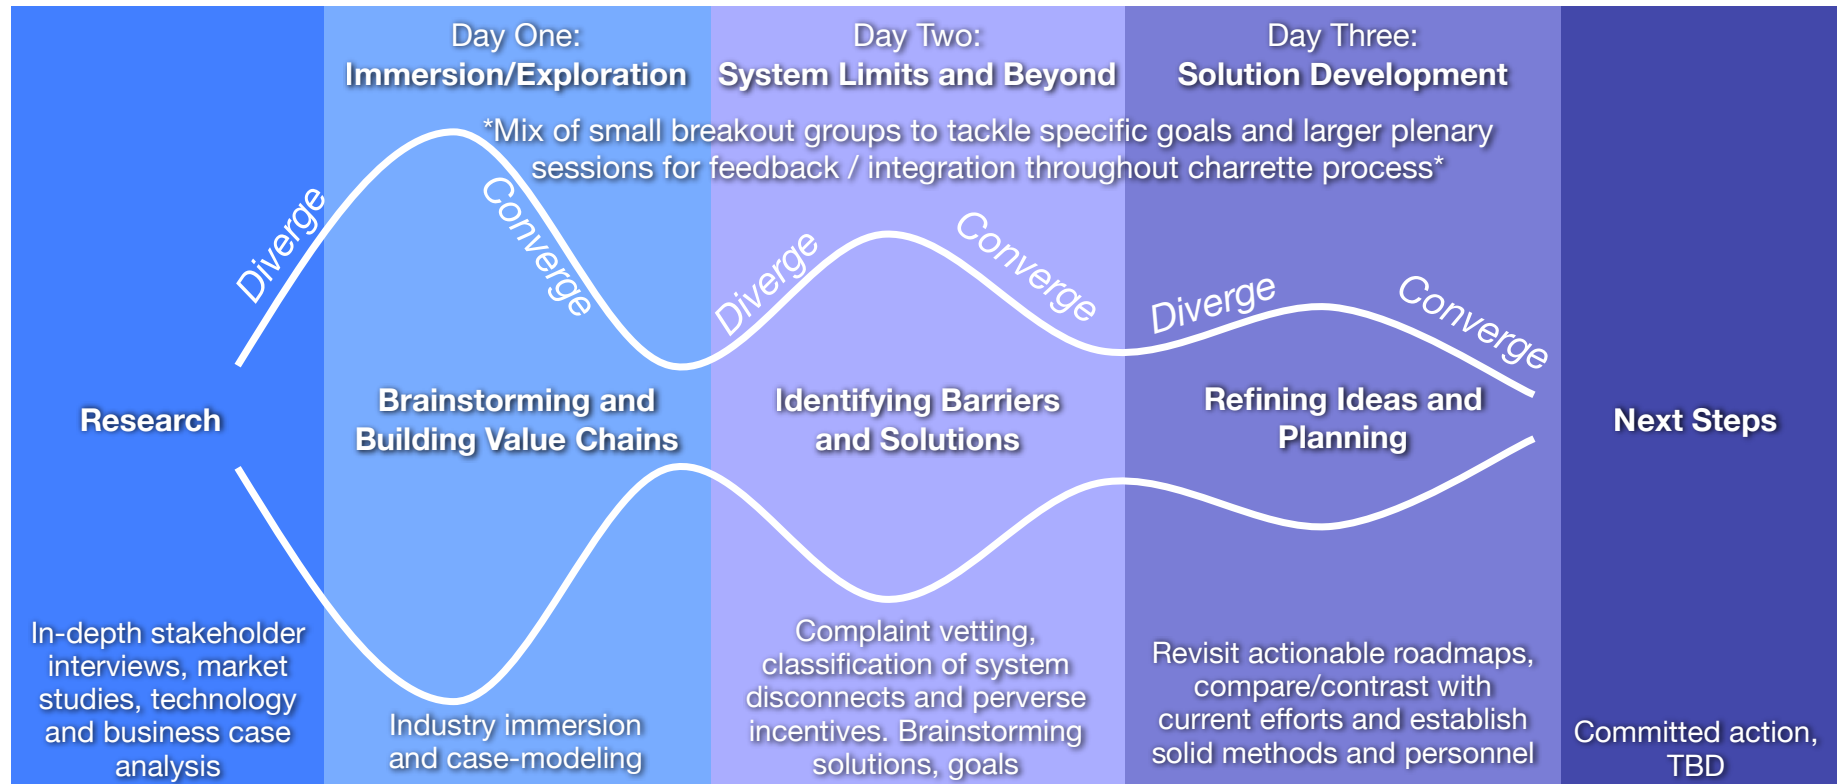 Day One:
Immersion/Exploration
Day Two:
System Limits and Beyond
Day Three:
Solution Development
*Mix of small breakout groups to tackle specific goals and larger plenary
sessions for feedback / integration throughout charrette process*
Diverge
Converge
Diverge
Converge
Diverge
Converge
Research
Brainstorming and
Building Value Chains
Identifying Barriers
and Solutions
Refining Ideas and
Planning
Next Steps
In-depth stakeholder
interviews, market
studies, technology
and business case
analysis
Industry immersion
and case-modeling
Complaint vetting,
classification of system
disconnects and perverse
incentives. Brainstorming
solutions, goals
Revisit actionable roadmaps,
compare/contrast with
current efforts and establish
solid methods and personnel
Committed action,
TBD